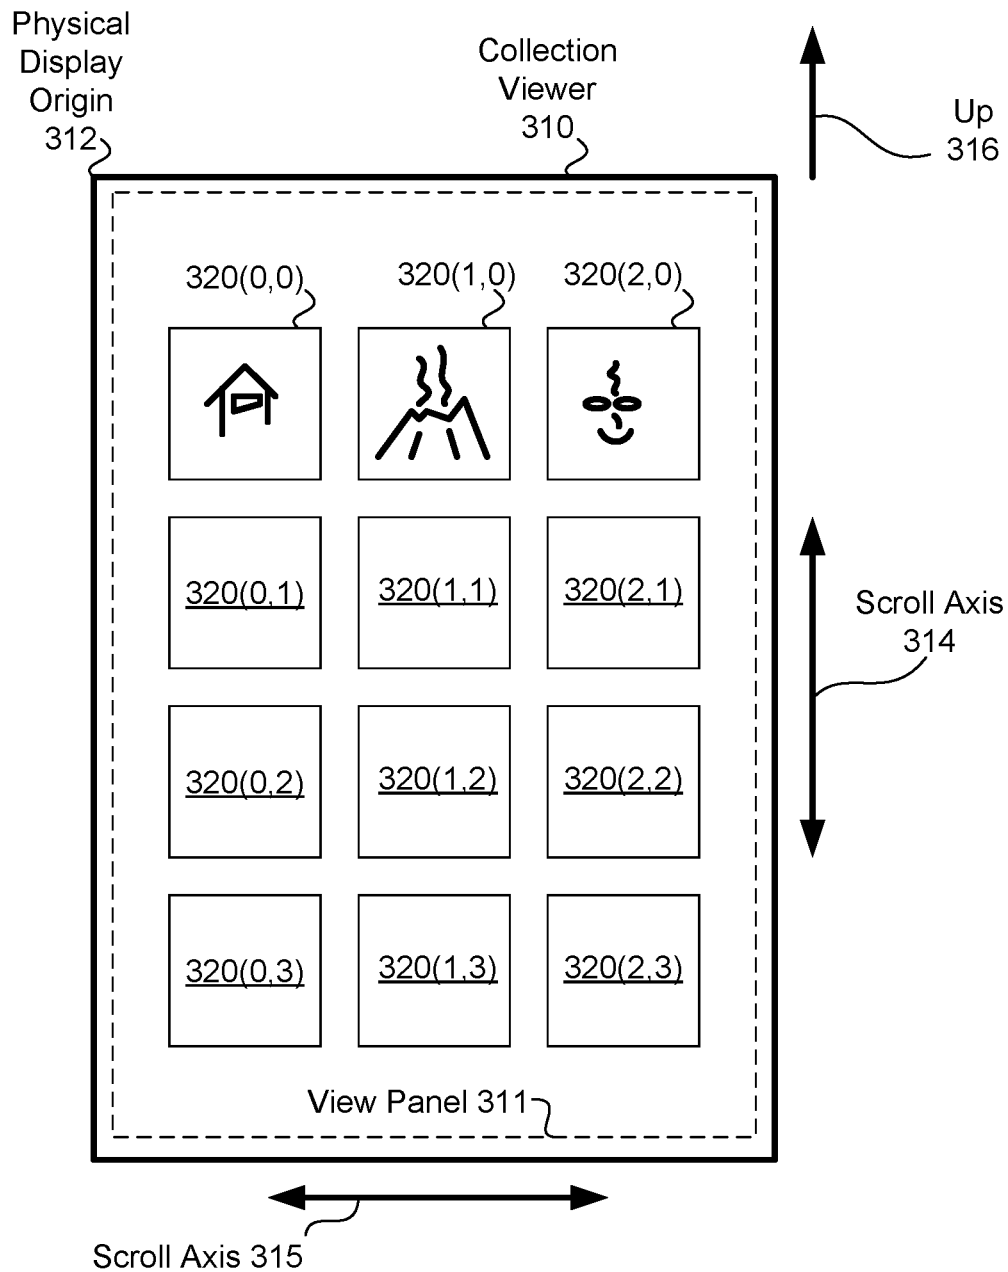 Physical
Display
Origin
312
Collection
Viewer
310
Up
316
320(0,0)
320(1,0)
320(2,0)
320(0,1)
320(1,1)
320(2,1)
Scroll Axis
314
320(0,2)
320(1,2)
320(2,2)
320(0,3)
320(1,3)
320(2,3)
View Panel 311
Scroll Axis 315